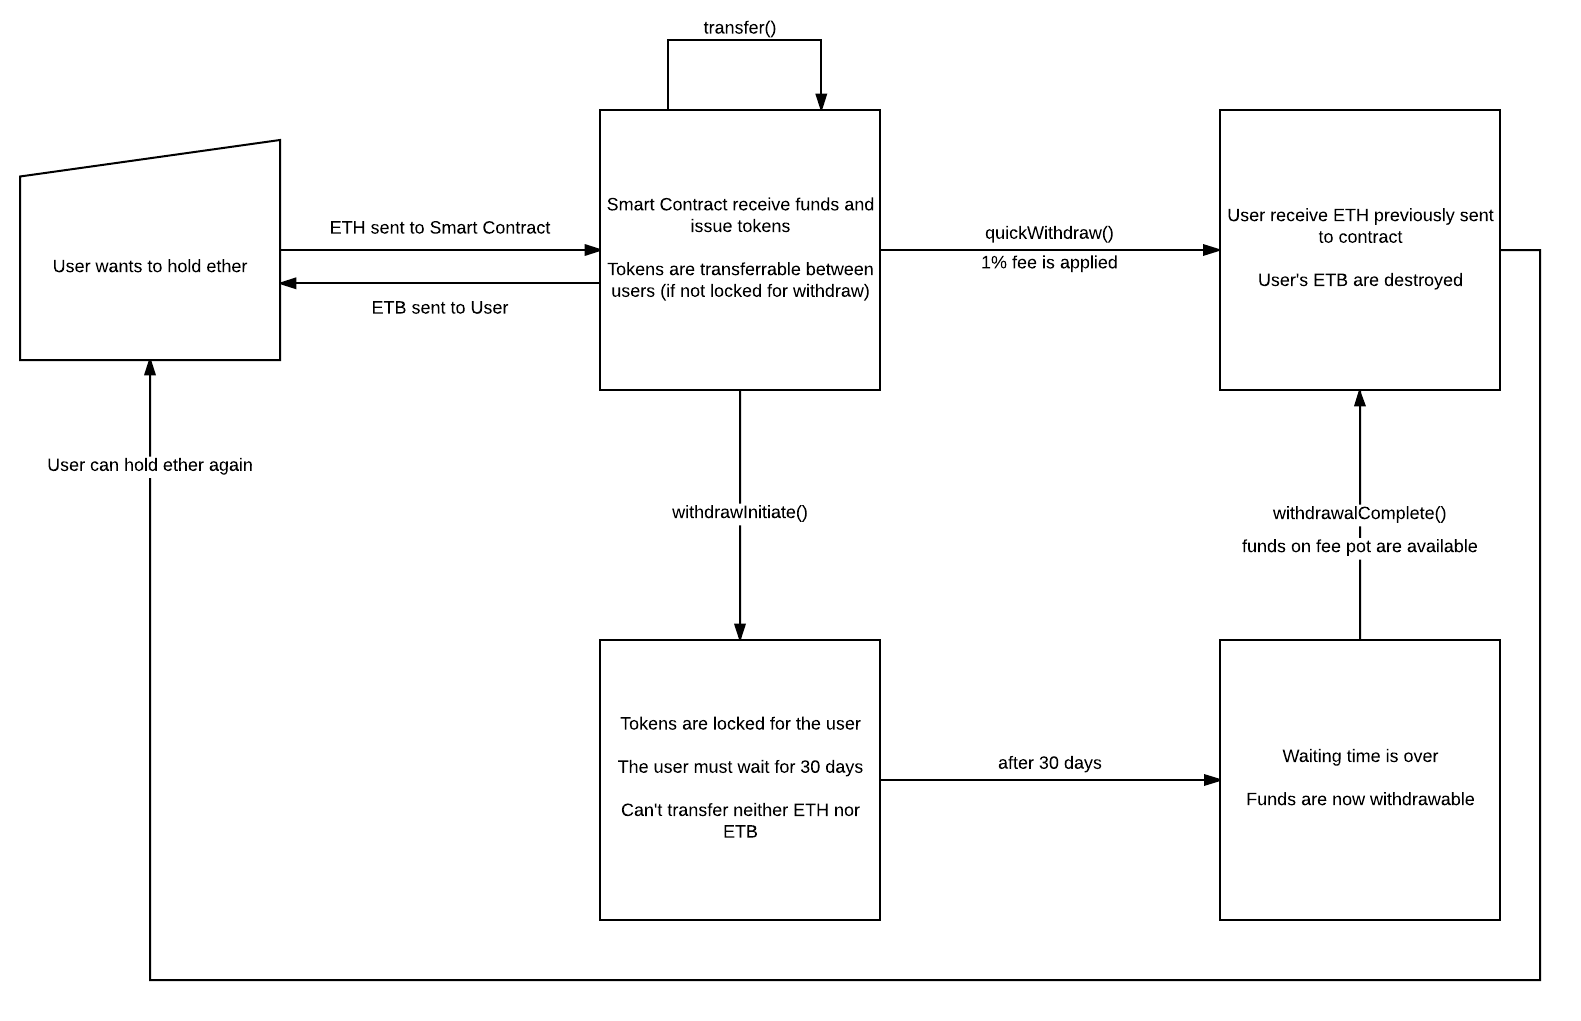 transfer()
User wants to hold ether
ETH sent to Smart Contract
ETB sent to User
Smart Contract receive funds and
issue tokens
Tokens are transferrable between
users (if not locked for withdraw)
quickWithdraw()
1% fee is applied
User receive ETH previously sent
to contract
User's ETB are destroyed
User can hold ether again
withdrawInitiate()
withdrawalComplete()
funds on fee pot are available
Tokens are locked for the user
The user must wait for 30 days
Can't transfer neither ETH nor
ETB
after 30 days
Waiting time is over
Funds are now withdrawable